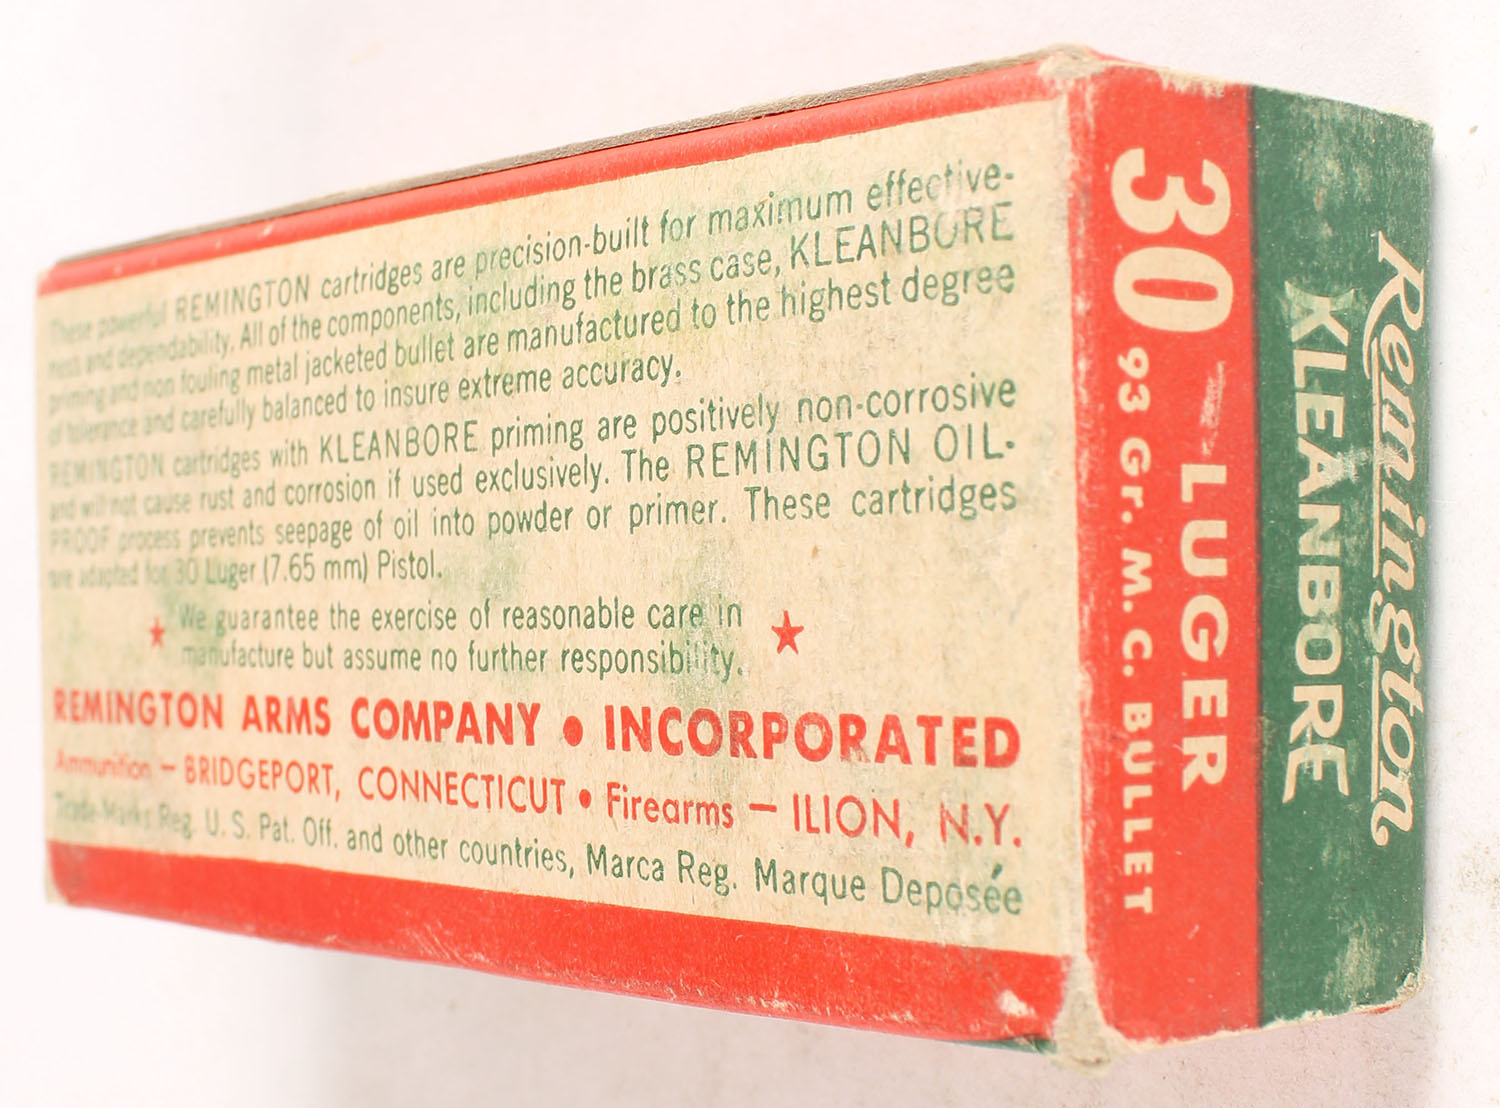 These powerful REMINGTON cartridges are precision-built for maximum effective-
ness and dependability. All of the components, including the brass case, KLEANBORE
priming and non fouling metal jacketed bullet are manufactured to the highest degree
of tolerance and carefully balanced to insure extreme accuracy.
REMINGTON cartridges with KLEANBORE priming are positively non-corrosive
and will not cause rust and corrosion if used exclusively. The REMINGTON OIL-
PROOF process prevents seepage of oil into powder or primer. These cartridges
are adapted for 30 Luger (7.65 mm) Pistol.
★ We guarantee the exercise of reasonable care in ★
manufacture but assume no further responsibility.
REMINGTON ARMS COMPANY • INCORPORATED
Ammunition — BRIDGEPORT, CONNECTICUT • Firearms — ILION, N.Y.
Trade-Marks Reg. U. S. Pat. Off. and other countries, Marca Reg. Marque Deposée
Remington
KLEANBORE
30 LUGER
93 Gr. M. C. BULLET